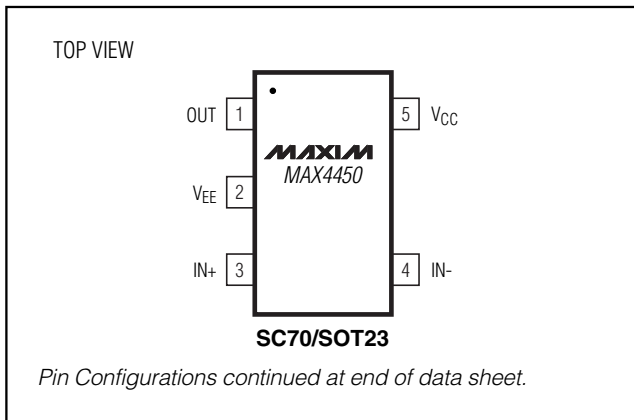 TOP VIEW
OUT 1
5 VCC
MAXIM
MAX4450
VEE 2
IN+ 3
4 IN-
SC70/SOT23
Pin Configurations continued at end of data sheet.